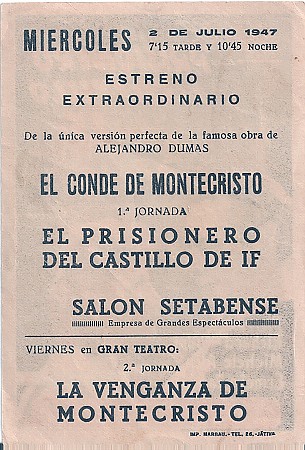 MIERCOLES 2 DE JULIO 1947
7'15 TARDE Y 10'45 NOCHE
ESTRENO
EXTRAORDINARIO
De la única versión perfecta de la famosa obra de
ALEJANDRO DUMAS
EL CONDE DE MONTECRISTO
1.ª JORNADA
EL PRISIONERO
DEL CASTILLO DE IF
SALON SETABENSE
Empresa de Grandes Espectáculos
VIERNES en GRAN TEATRO:
2.ª JORNADA
LA VENGANZA DE
MONTECRISTO
IMP. MARBAU.-TEL. 26.-JÁTIVA